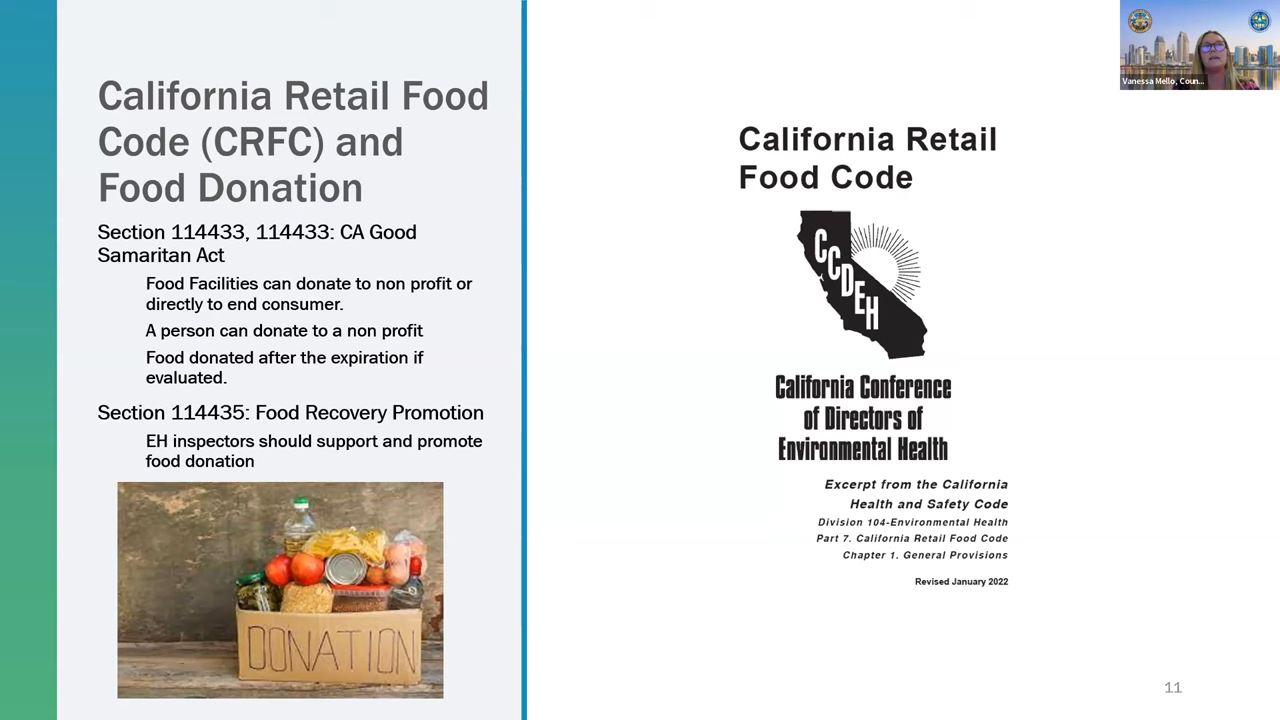 California Retail Food
Code (CRFC) and
Food Donation
Section 114433, 114433: CA Good
Samaritan Act
Food Facilities can donate to non profit or
directly to end consumer.
A person can donate to a non profit
Food donated after the expiration if
evaluated.
Section 114435: Food Recovery Promotion
EH inspectors should support and promote
food donation
DONATION
California Retail
Food Code
CCDEH
California Conference
of Directors of
Environmental Health
Excerpt from the California
Health and Safety Code
Division 104-Environmental Health
Part 7. California Retail Food Code
Chapter 1. General Provisions
Revised January 2022
Vanessa Mello, Coun...
11